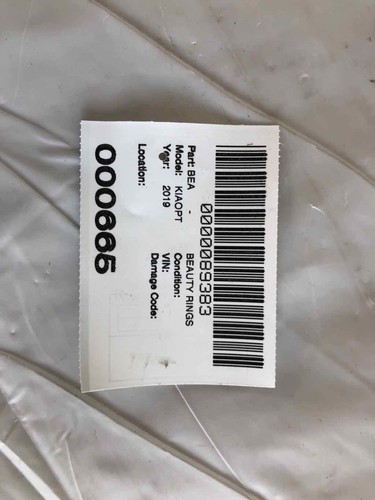 0000089383
Part: BEA - BEAUTY RINGS
Model: KIAOPT Condition:
Year: 2019 VIN:
Damage Code:
Location:
000665